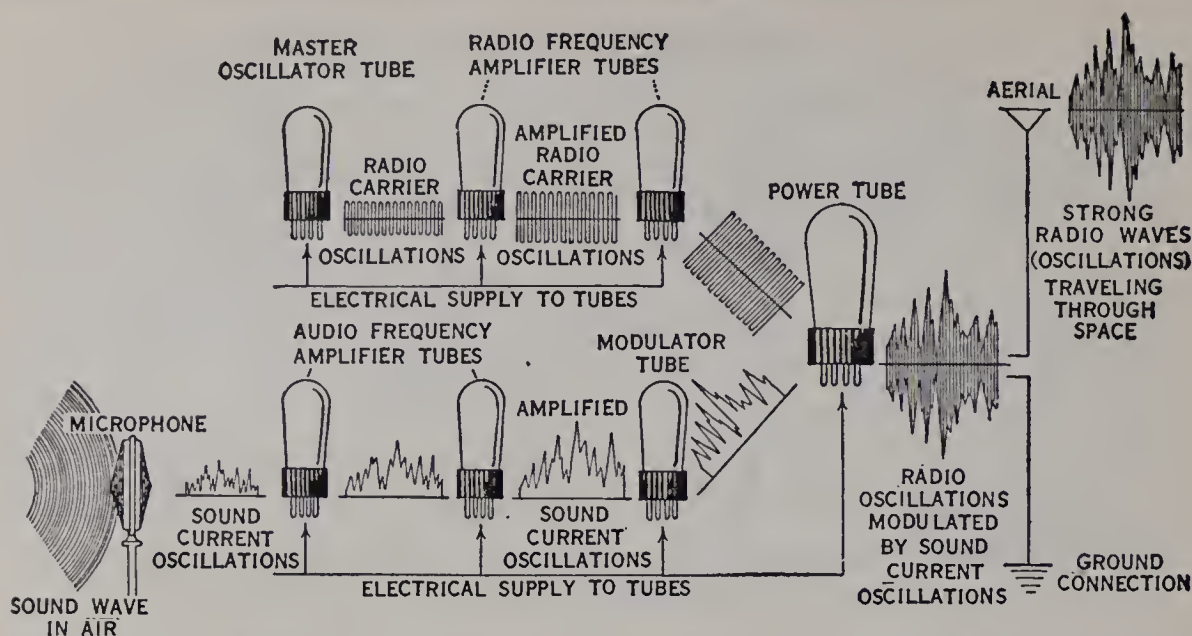 MASTER
OSCILLATOR TUBE
RADIO FREQUENCY
AMPLIFIER TUBES
RADIO
CARRIER
OSCILLATIONS
AMPLIFIED
RADIO
CARRIER
OSCILLATIONS
ELECTRICAL SUPPLY TO TUBES
POWER TUBE
AERIAL
STRONG
RADIO WAVES
(OSCILLATIONS)
TRAVELING
THROUGH
SPACE
AUDIO FREQUENCY
AMPLIFIER TUBES
MODULATOR
TUBE
MICROPHONE
SOUND
CURRENT
OSCILLATIONS
AMPLIFIED
SOUND
CURRENT
OSCILLATIONS
ELECTRICAL SUPPLY TO TUBES
SOUND WAVE
IN AIR
RADIO
OSCILLATIONS
MODULATED
BY SOUND
CURRENT
OSCILLATIONS
GROUND
CONNECTION